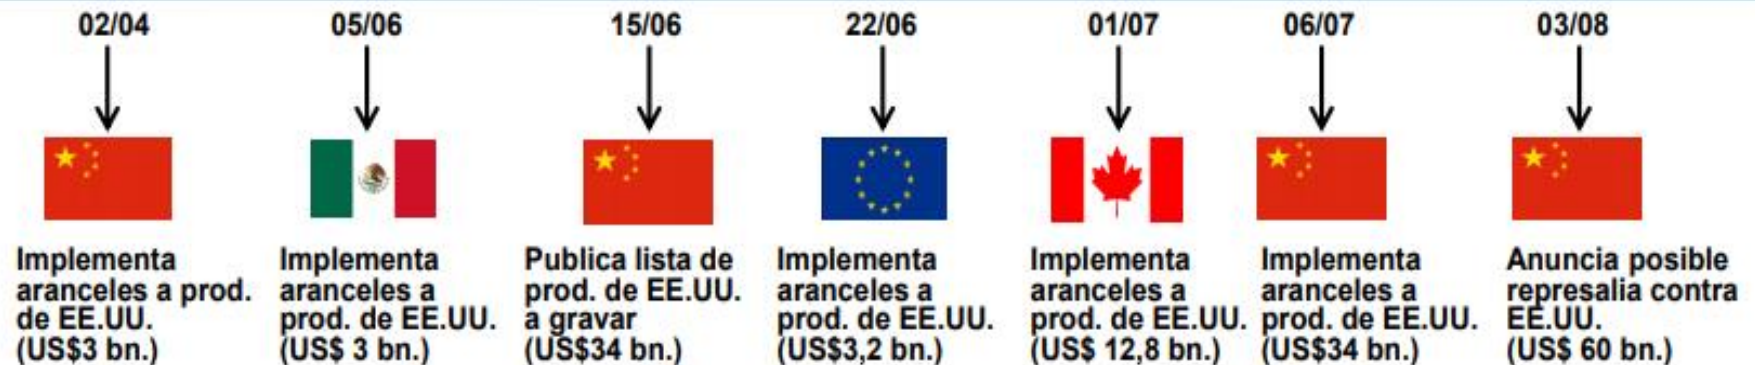 02/04
05/06
15/06
22/06
01/07
06/07
03/08
Implementa
aranceles a prod.
de EE.UU.
(US$3 bn.)
Implementa
aranceles a
prod. de EE.UU.
(US$ 3 bn.)
Publica lista de
prod. de EE.UU.
a gravar
(US$34 bn.)
Implementa
aranceles a
prod. de EE.UU.
(US$3,2 bn.)
Implementa
aranceles a
prod. de EE.UU.
(US$ 12,8 bn.)
Implementa
aranceles a
prod. de EE.UU.
(US$34 bn.)
Anuncia posible
represalia contra
EE.UU.
(US$ 60 bn.)